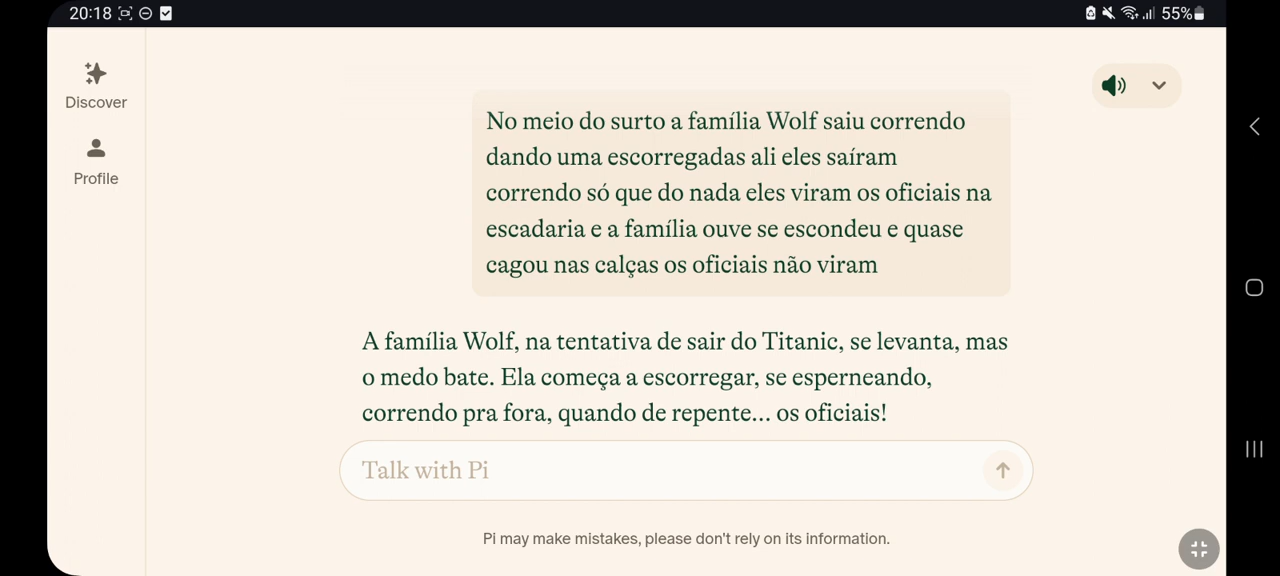 20:18
55%
Discover
Profile
No meio do surto a família Wolf saiu correndo
dando uma escorregadas ali eles saíram
correndo só que do nada eles viram os oficiais na
escadaria e a família ouve se escondeu e quase
cagou nas calças os oficiais não viram
A família Wolf, na tentativa de sair do Titanic, se levanta, mas
o medo bate. Ela começa a escorregar, se esperneando,
correndo pra fora, quando de repente... os oficiais!
Talk with Pi
Pi may make mistakes, please don't rely on its information.